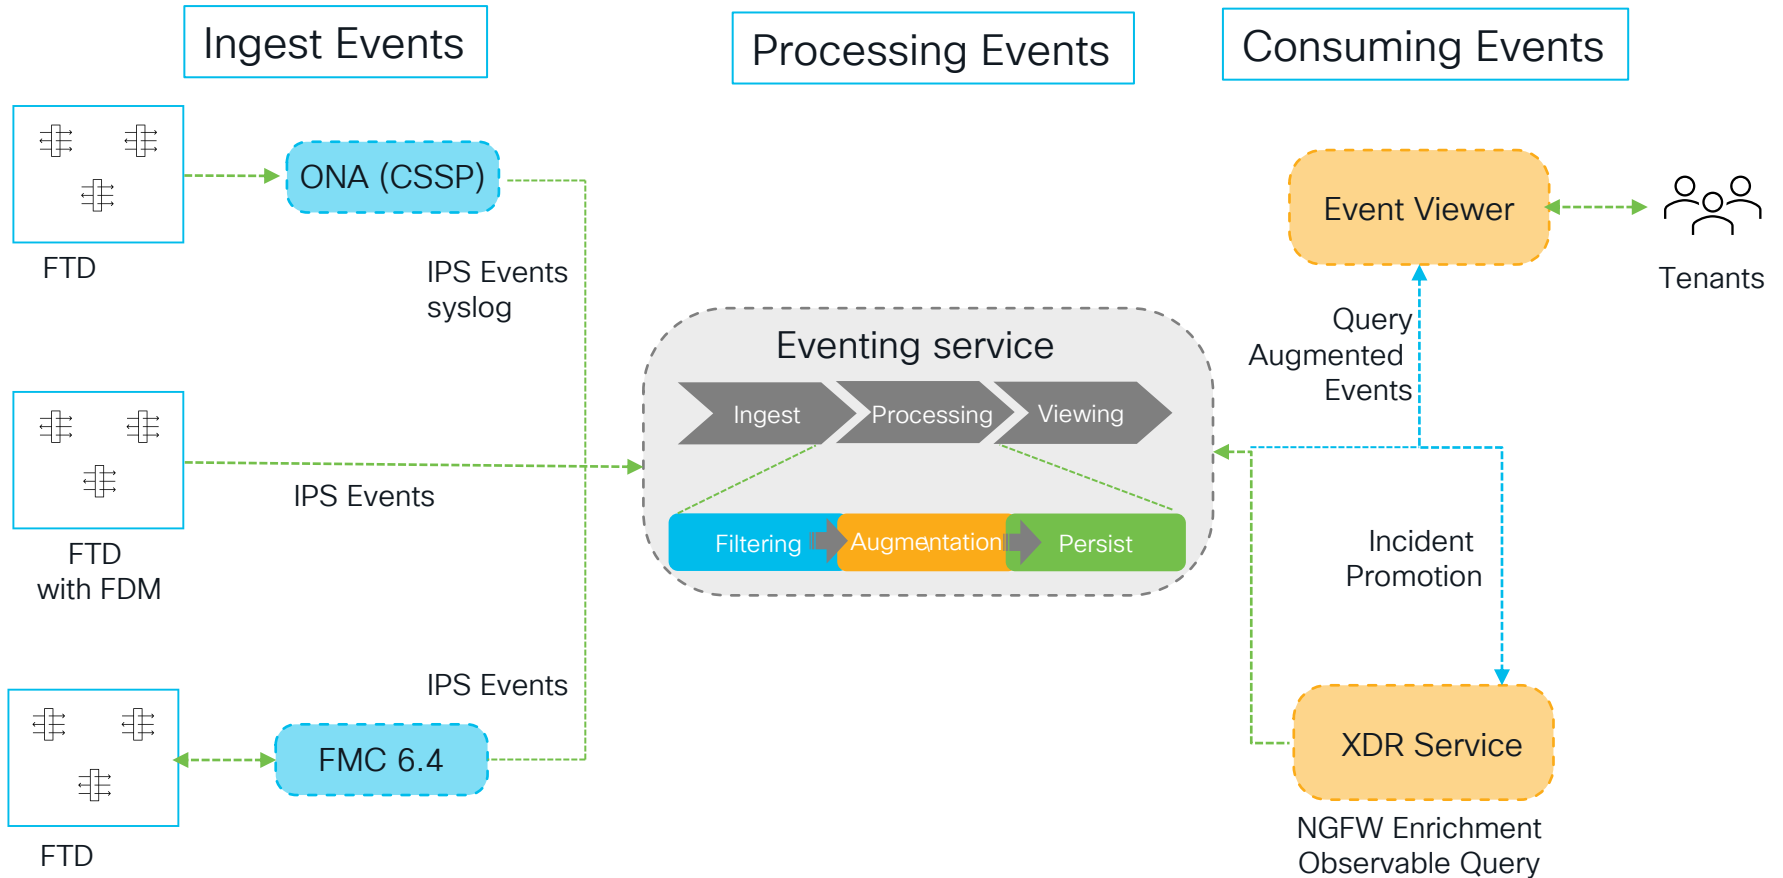 Ingest Events
Processing Events
Consuming Events
ONA (CSSP)
FTD
IPS Events
syslog
Event Viewer
Tenants
Query
Augmented
Events
Eventing service
Ingest
Processing
Viewing
Filtering
Augmentation
Persist
IPS Events
FTD
with FDM
Incident
Promotion
IPS Events
FMC 6.4
FTD
XDR Service
NGFW Enrichment
Observable Query